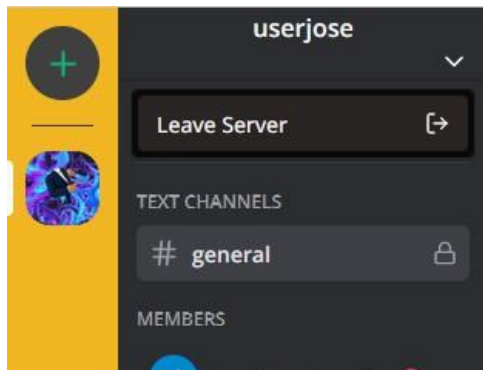 userjose
Leave Server
TEXT CHANNELS
# general
MEMBERS